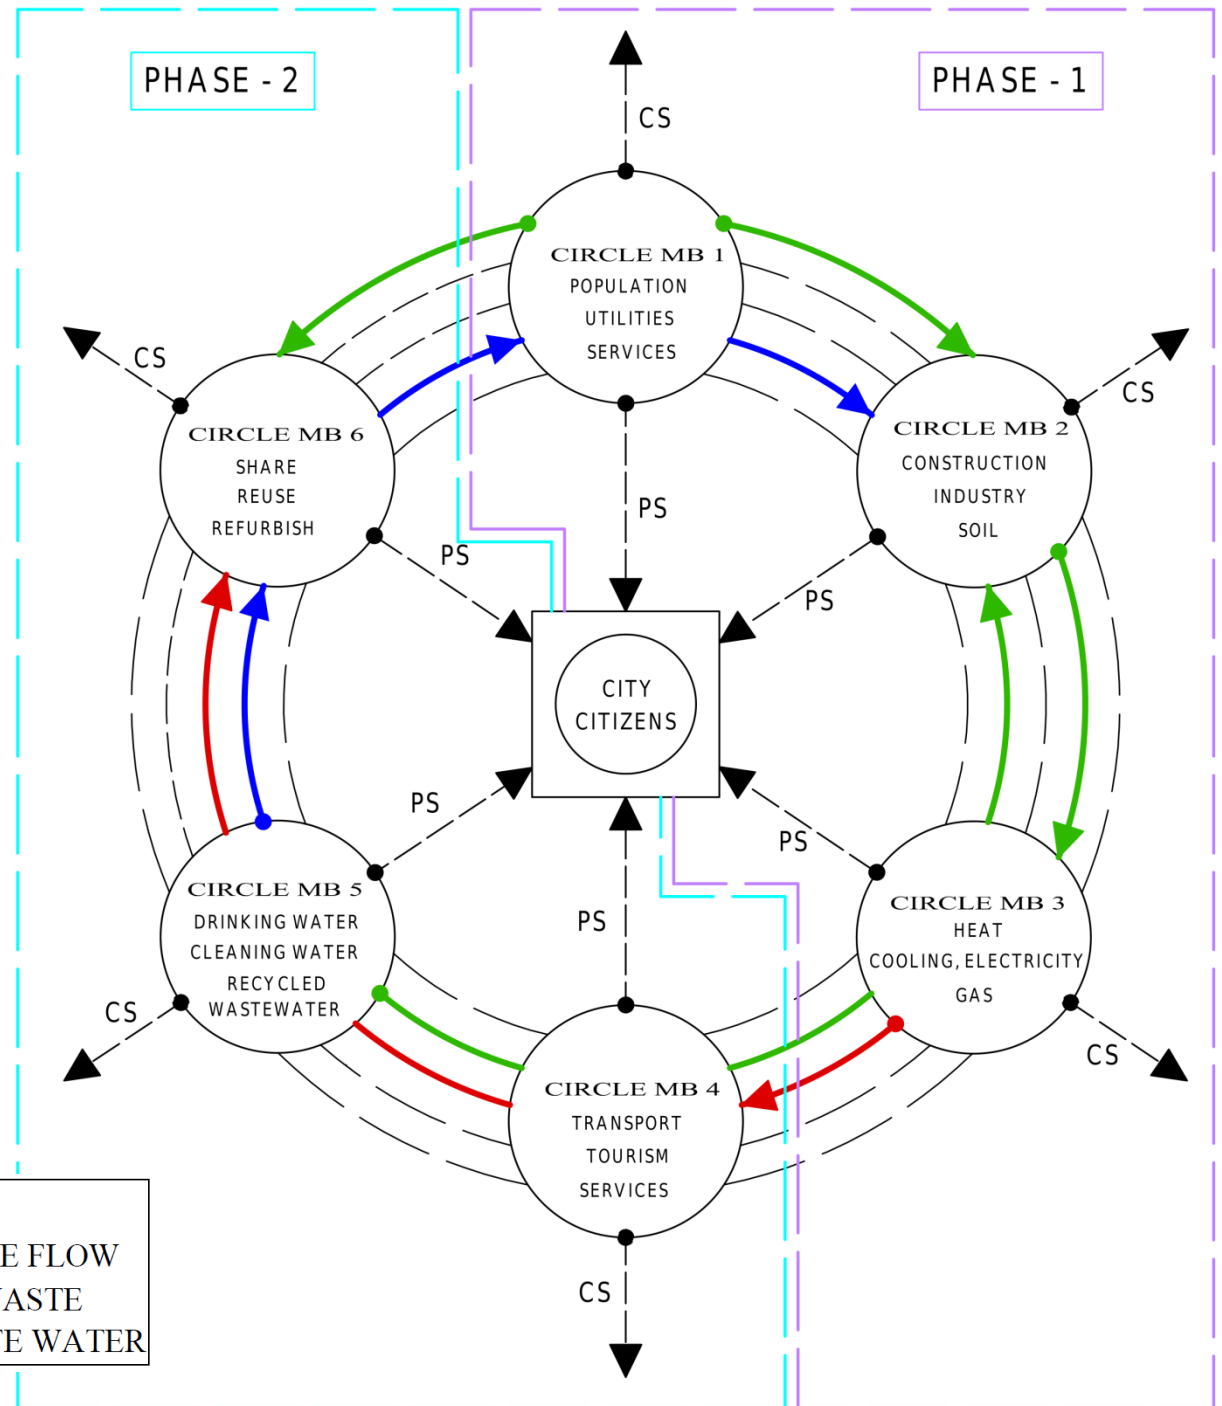 PHASE - 2
PHASE - 1
CS
CIRCLE MB 1
POPULATION
UTILITIES
SERVICES
CS
CS
CIRCLE MB 6
SHARE
REUSE
REFURBISH
CIRCLE MB 2
CONSTRUCTION
INDUSTRY
SOIL
PS
PS
PS
CITY
CITIZENS
PS
PS
CIRCLE MB 5
DRINKING WATER
CLEANING WATER
RECYCLED
WASTEWATER
CIRCLE MB 3
HEAT
COOLING, ELECTRICITY
GAS
PS
CS
CS
CIRCLE MB 4
TRANSPORT
TOURISM
SERVICES
CS
FLOW
WATER